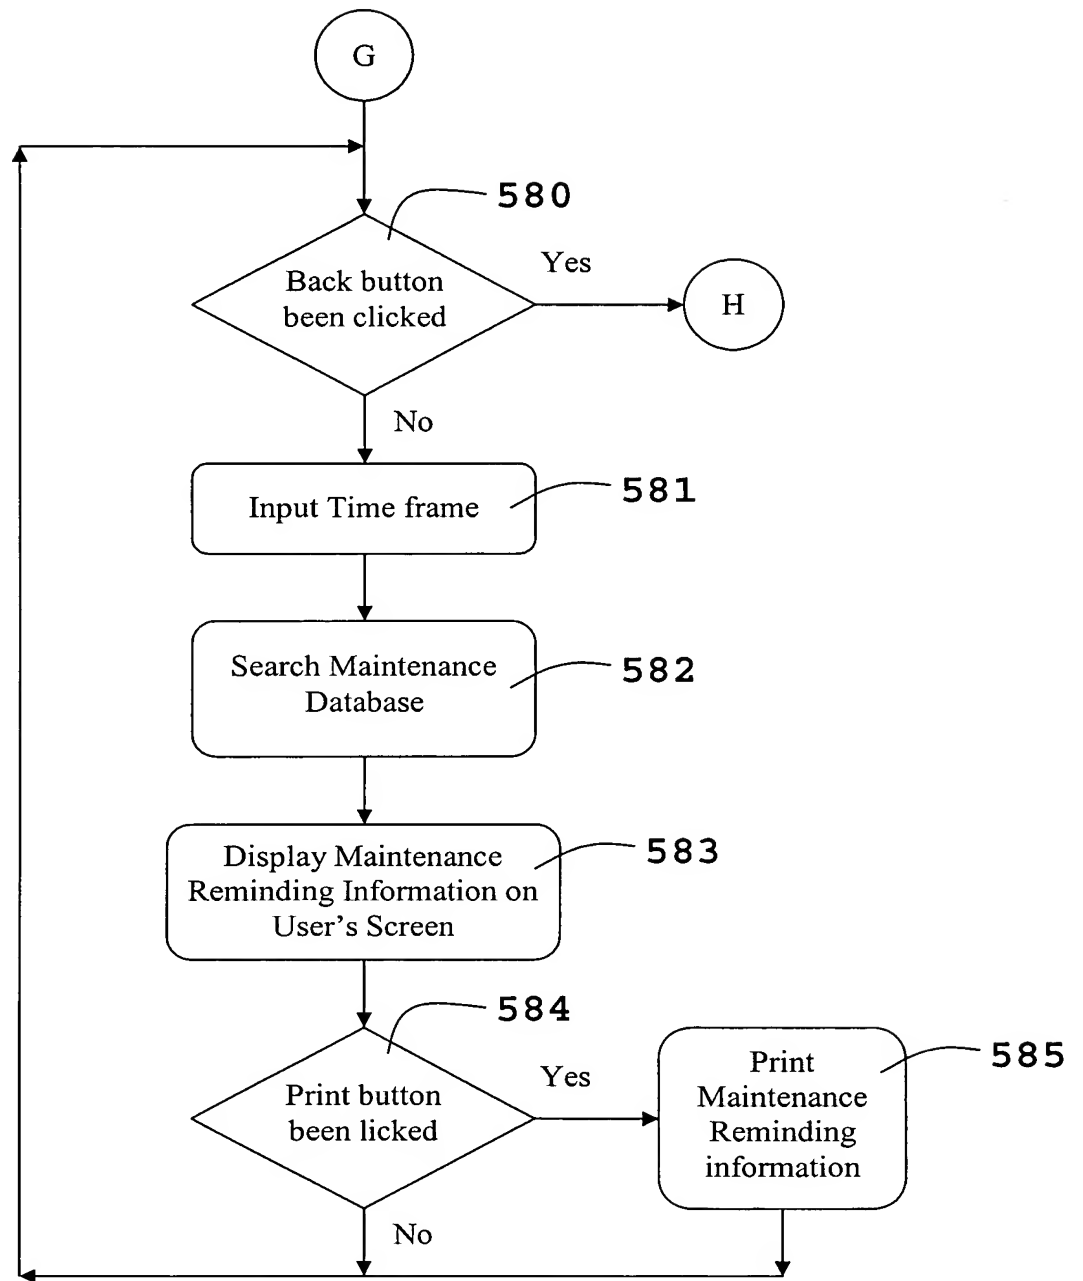 G
580
Back button
been clicked
Yes
H
No
Input Time frame
581
Search Maintenance
Database
582
Display Maintenance
Reminding Information on
User's Screen
583
584
Print button
been licked
Yes
Print
Maintenance
Reminding
information
585
No